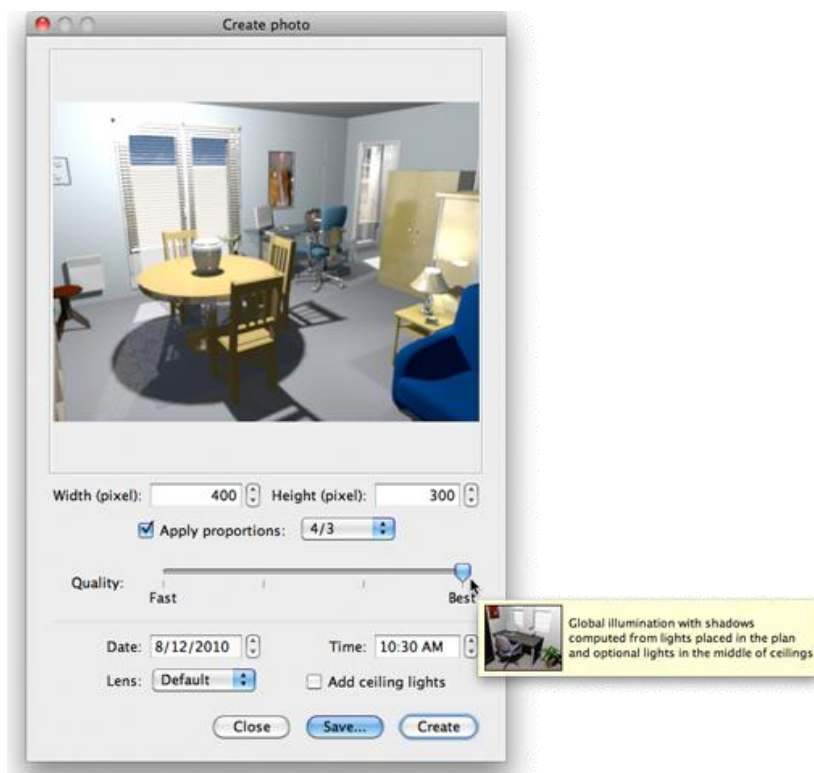 Create photo
Width (pixel): 400 Height (pixel): 300
Apply proportions: 4/3
Quality:
Fast Best
Global illumination with shadows
computed from lights placed in the plan
and optional lights in the middle of ceilings
Date: 8/12/2010 Time: 10:30 AM
Lens: Default Add ceiling lights
Close Save... Create